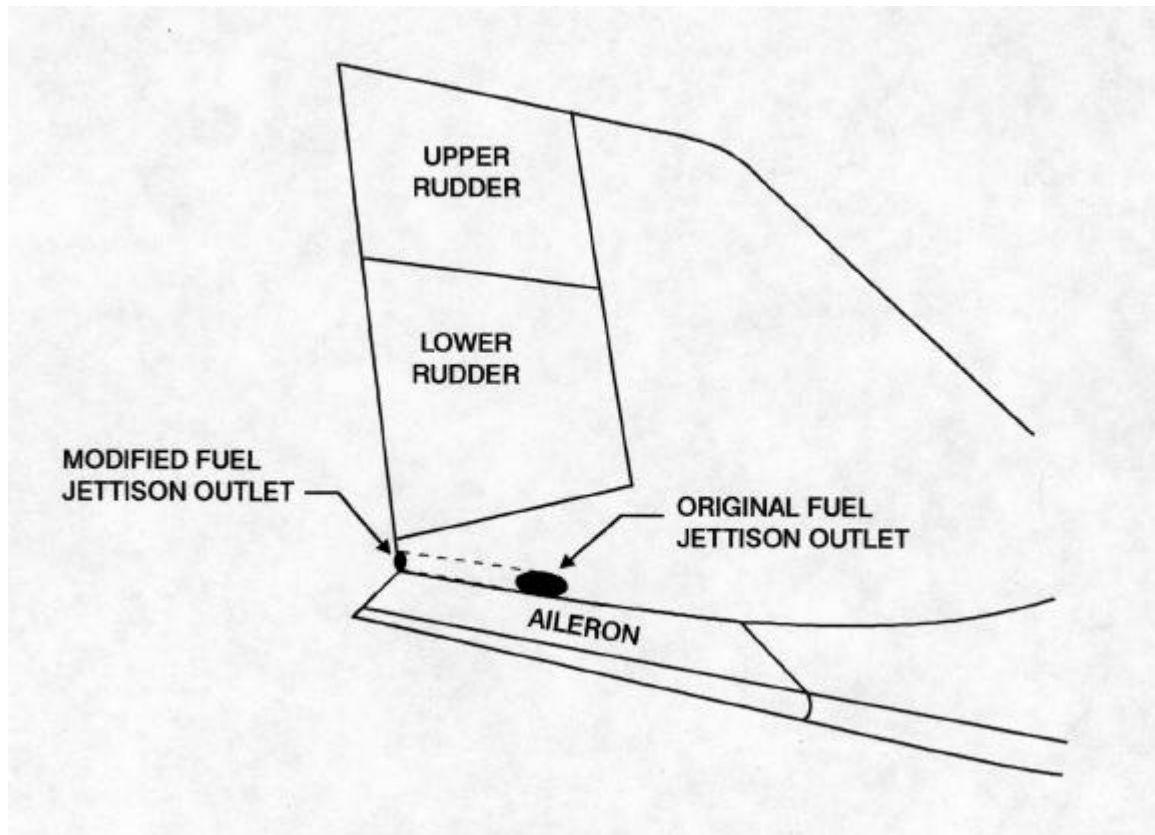 UPPER
RUDDER
LOWER
RUDDER
MODIFIED FUEL
JETTISON OUTLET
ORIGINAL FUEL
JETTISON OUTLET
AILERON